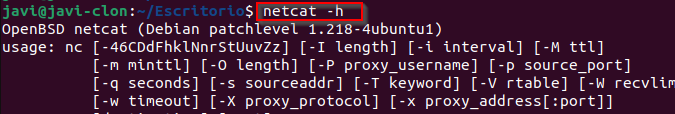 javi@javi-clon:~/Escritorio$ netcat -h
OpenBSD netcat (Debian patchlevel 1.218-4ubuntu1)
usage: nc [-46CDdFhklNnrStUuvZz] [-I length] [-i interval] [-M ttl]
[-m minttl] [-O length] [-P proxy_username] [-p source_port]
[-q seconds] [-s sourceaddr] [-T keyword] [-V rtable] [-W recvlim
[-w timeout] [-X proxy_protocol] [-x proxy_address[:port]]